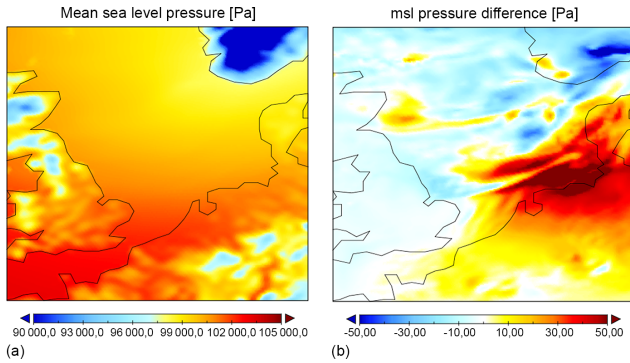 Mean sea level pressure [Pa]
msl pressure difference [Pa]
90 000,0 93 000,0 96 000,0 99 000,0 102 000,0 105 000,0
-50,00 -30,00 -10,00 10,00 30,00 50,00
(a)
(b)